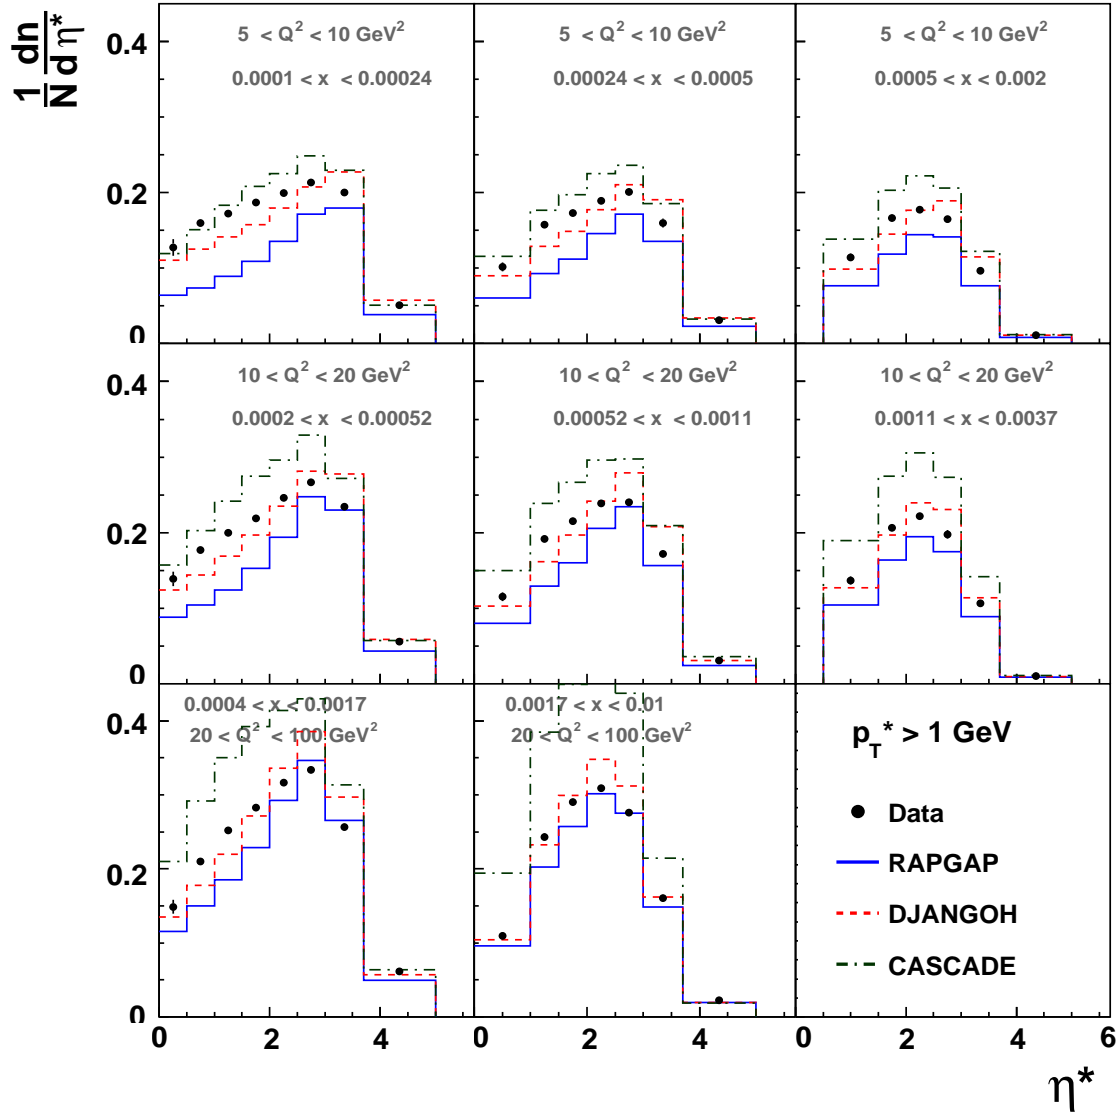 1/N dn/dη*
5 < Q² < 10 GeV²
0.0001 < x < 0.00024
5 < Q² < 10 GeV²
0.00024 < x < 0.0005
5 < Q² < 10 GeV²
0.0005 < x < 0.002
0.4
0.2
0
10 < Q² < 20 GeV²
0.0002 < x < 0.00052
10 < Q² < 20 GeV²
0.00052 < x < 0.0011
10 < Q² < 20 GeV²
0.0011 < x < 0.0037
0.4
0.2
0
0.0004 < x < 0.0017
20 < Q² < 100 GeV²
0.0017 < x < 0.01
20 < Q² < 100 GeV²
0.4
0.2
0
p_T* > 1 GeV
Data
RAPGAP
DJANGOH
CASCADE
0 2 4 0 2 4 0 2 4 6
η*